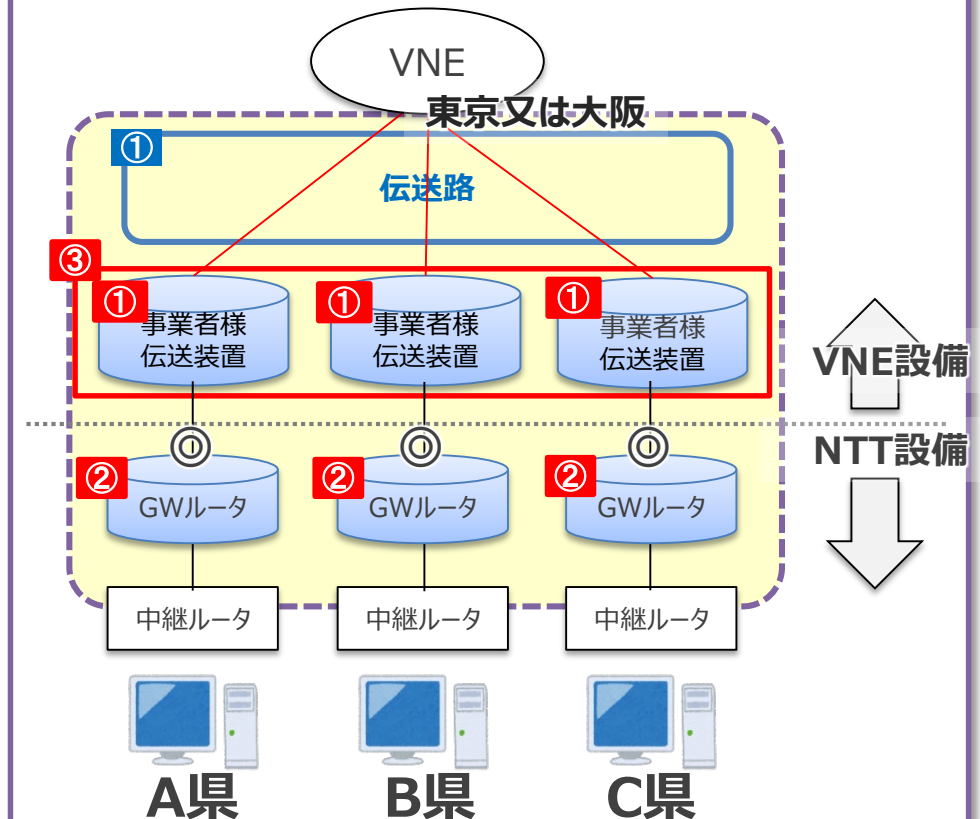 VNE
東京又は大阪
①
伝送路
③
① ① ①
事業者様 事業者様 事業者様
伝送装置 伝送装置 伝送装置
VNE設備
◎ ◎ ◎
NTT設備
② ② ②
GWルータ GWルータ GWルータ
中継ルータ 中継ルータ 中継ルータ
A県 B県 C県